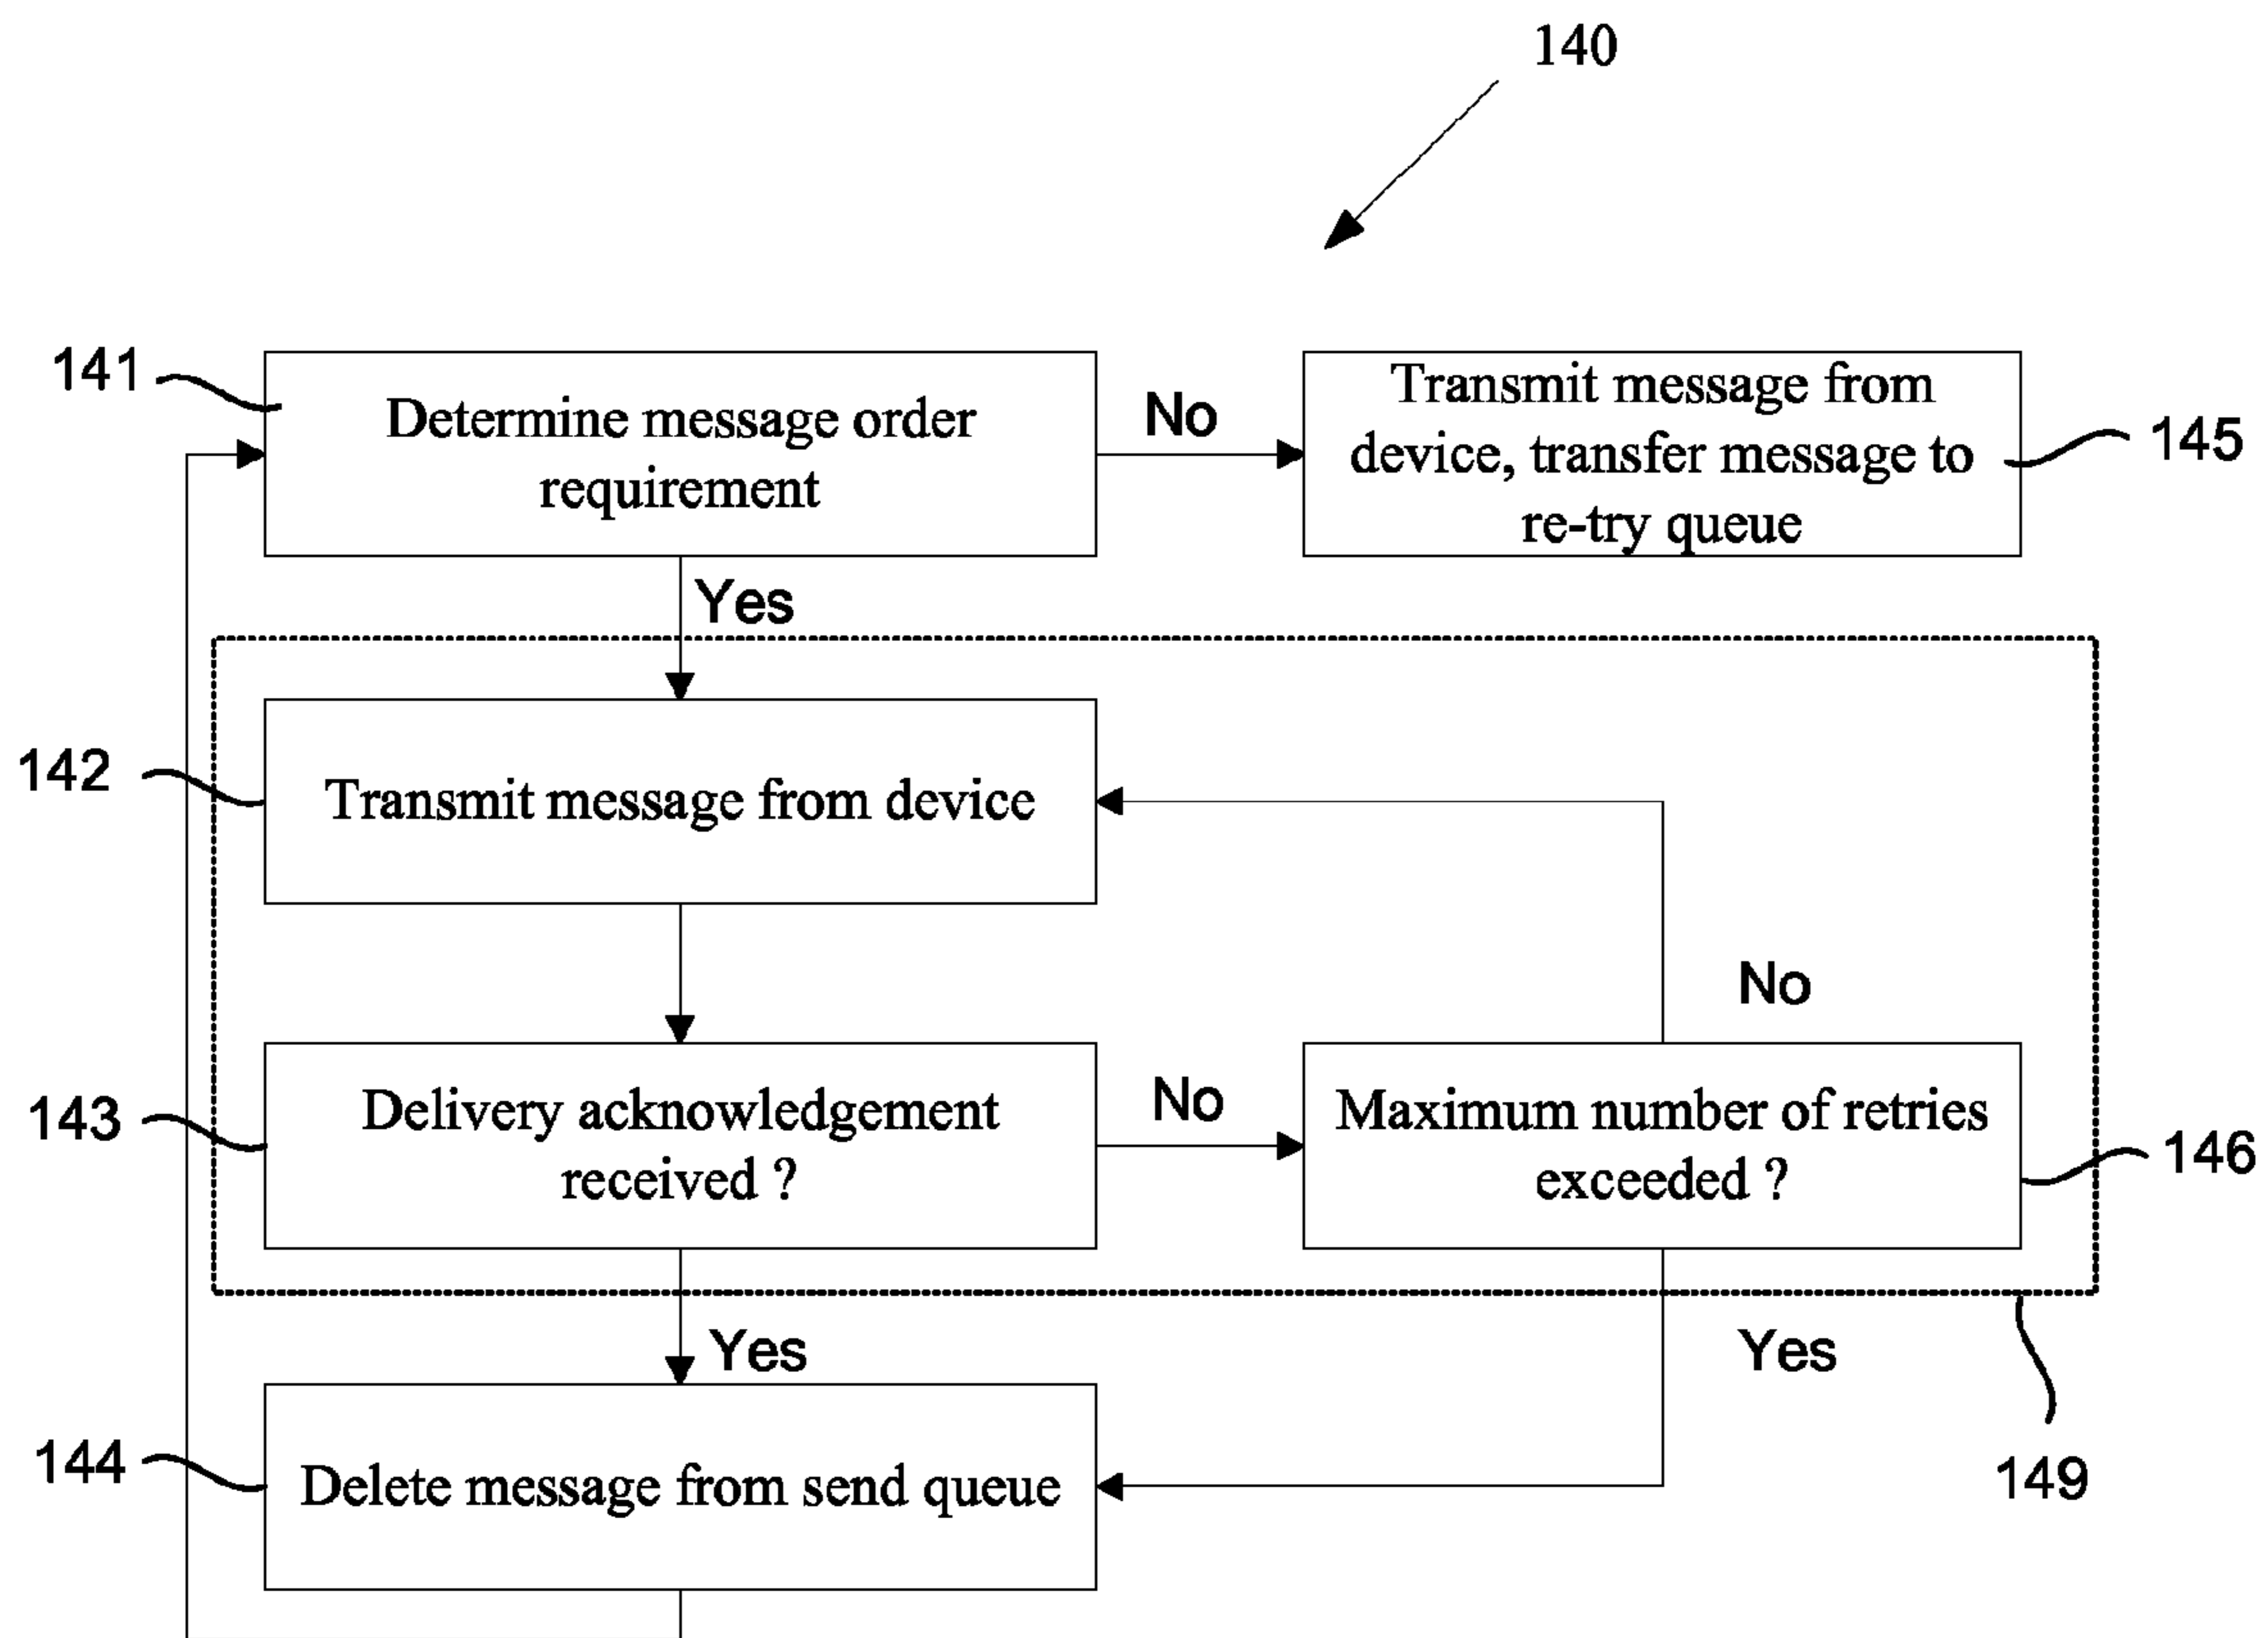 140
141
Determine message order
requirement
No
Transmit message from
device, transfer message to
re-try queue
145
Yes
142
Transmit message from device
No
143
Delivery acknowledgement
received ?
No
Maximum number of retries
exceeded ?
146
Yes
Yes
144
Delete message from send queue
149